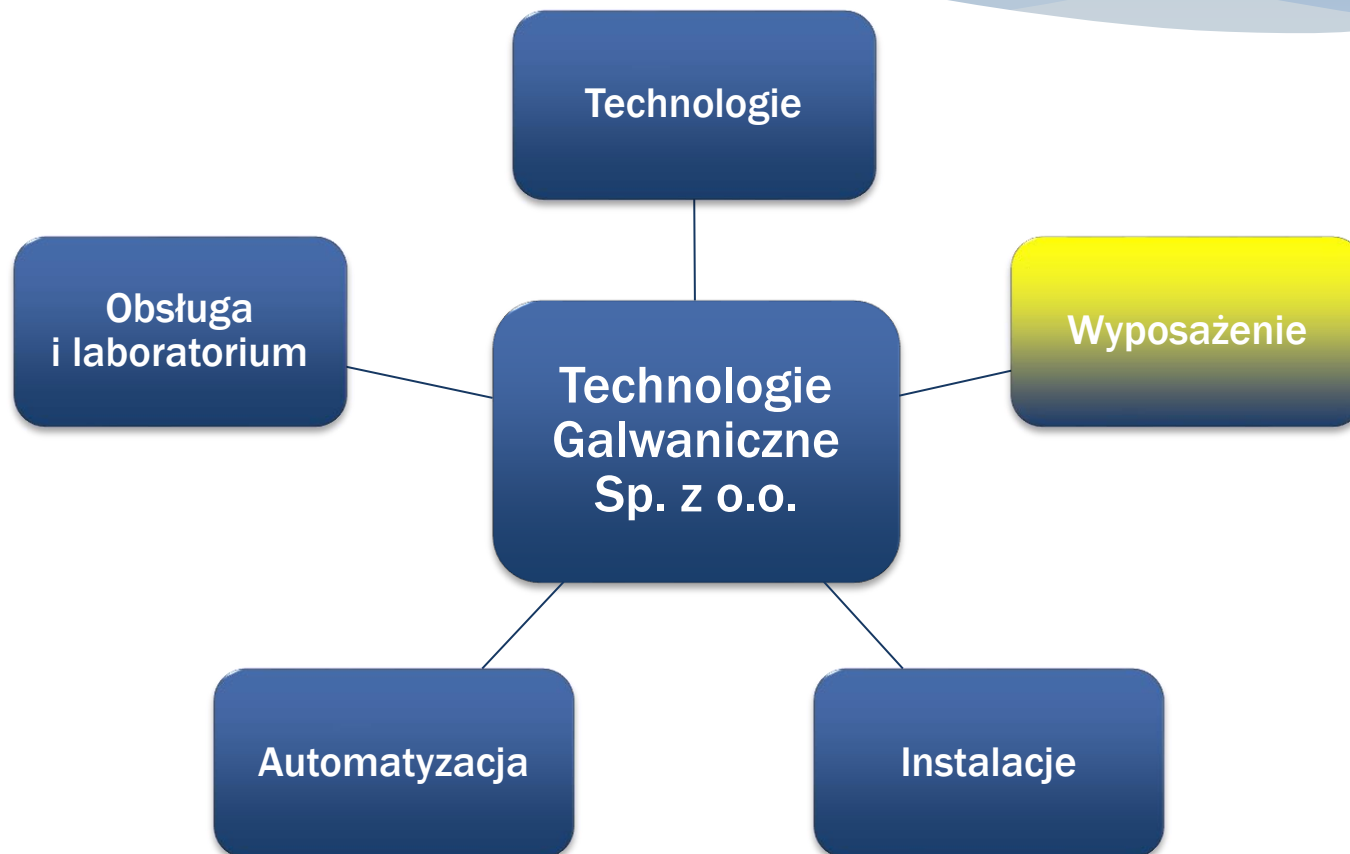 Technologie
Obsługa
i laboratorium
Wyposażenie
Technologie
Galwaniczne
Sp. z o.o.
Automatyzacja
Instalacje